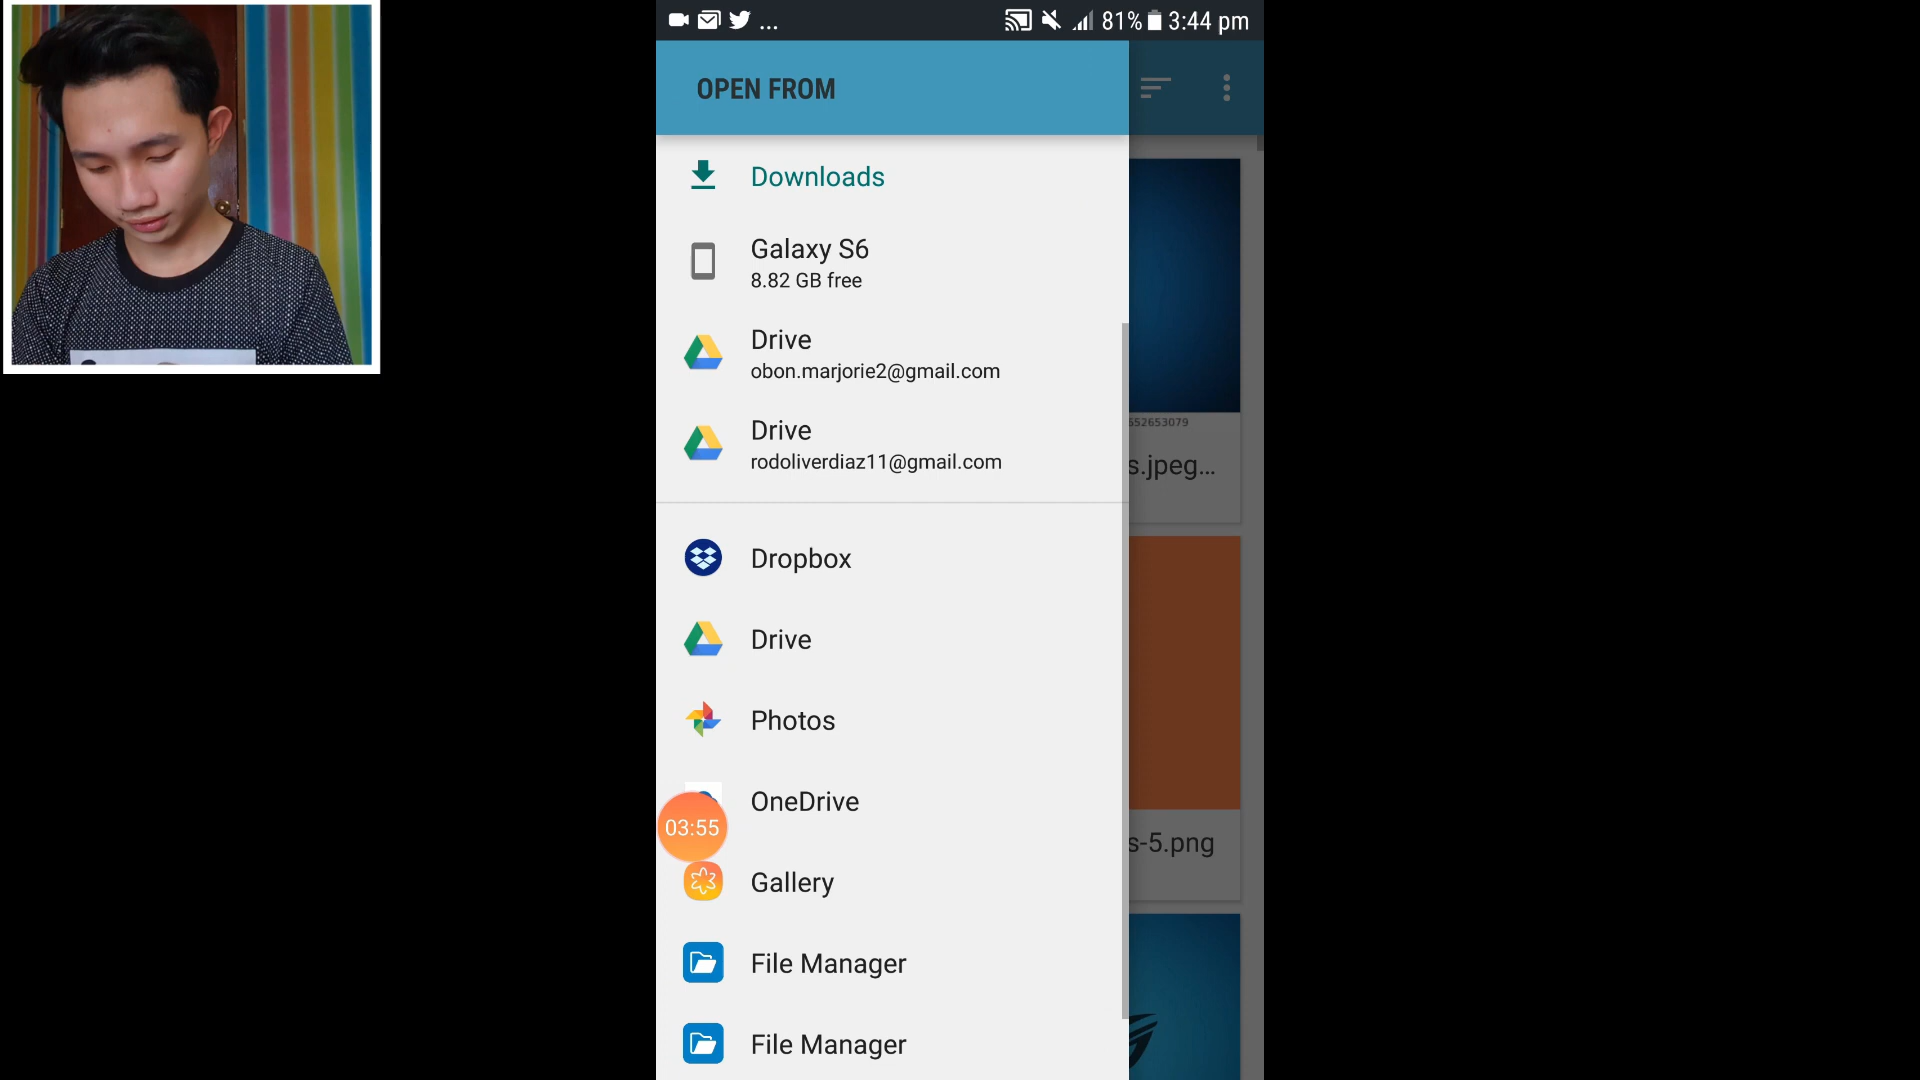 ... 81% 3:44 pm
OPEN FROM
Downloads
Galaxy S6
8.82 GB free
Drive
obon.marjorie2@gmail.com
Drive
rodoliverdiaz11@gmail.com
552653079
s.jpeg...
Dropbox
Drive
Photos
OneDrive
03:55
s-5.png
Gallery
File Manager
File Manager